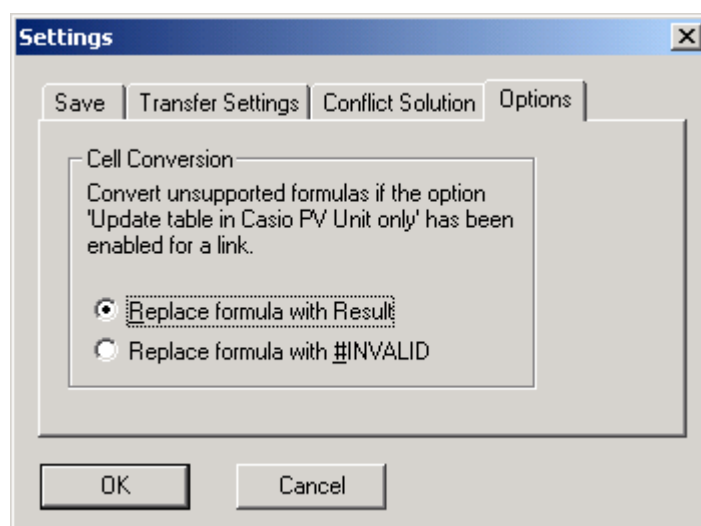 Settings
Save Transfer Settings Conflict Solution Options
Cell Conversion
Convert unsupported formulas if the option
'Update table in Casio PV Unit only' has been
enabled for a link.
Replace formula with Result
Replace formula with #INVALID
OK Cancel